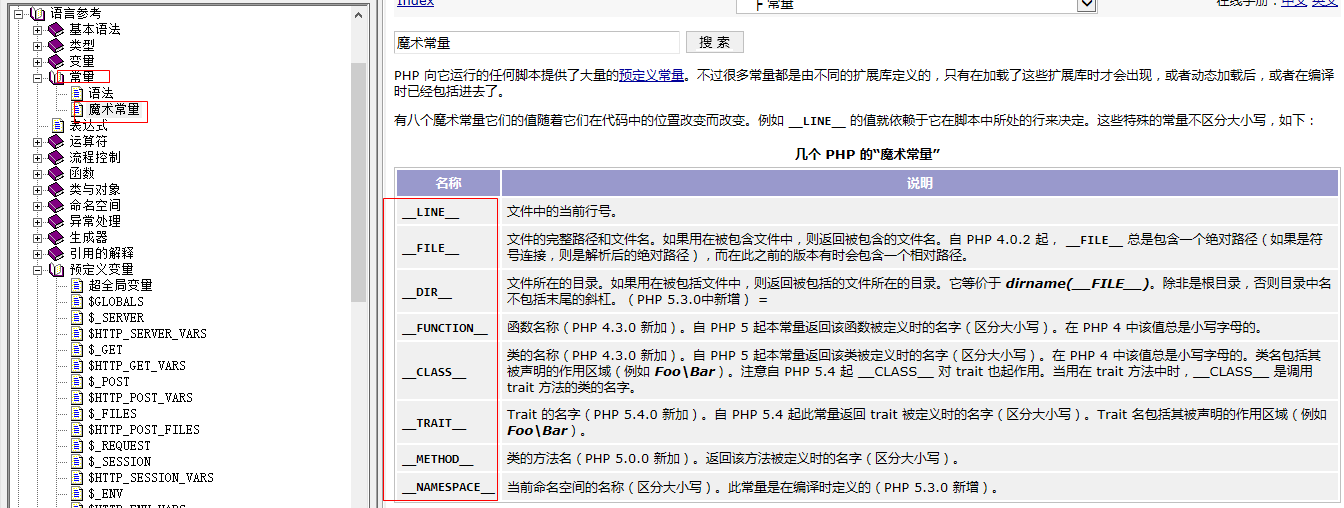 语言参考
基本语法
类型
变量
常量
语法
魔术常量
表达式
运算符
流程控制
函数
类与对象
命名空间
异常处理
生成器
引用的解释
预定义变量
超全局变量
$GLOBALS
$_SERVER
$HTTP_SERVER_VARS
$_GET
$HTTP_GET_VARS
$_POST
$HTTP_POST_VARS
$_FILES
$HTTP_POST_FILES
$_REQUEST
$_SESSION
$HTTP_SESSION_VARS
$_ENV
$HTTP_ENV_VARS
Index
├ 常量
在线手册：中文 英文
魔术常量 搜 索
PHP 向它运行的任何脚本提供了大量的预定义常量。不过很多常量都是由不同的扩展库定义的，只有在加载了这些扩展库时才会出现，或者动态加载后，或者在编译
时已经包括进去了。
有八个魔术常量它们的值随着它们在代码中的位置改变而改变。例如 __LINE__ 的值就依赖于它在脚本中所处的行来决定。这些特殊的常量不区分大小写，如下：
几个 PHP 的“魔术常量”
名称 说明
__LINE__ 文件中的当前行号。
__FILE__ 文件的完整路径和文件名。如果用在被包含文件中，则返回被包含的文件名。自 PHP 4.0.2 起， __FILE__ 总是包含一个绝对路径（如果是符
号连接，则是解析后的绝对路径），而在此之前的版本有时会包含一个相对路径。
__DIR__ 文件所在的目录。如果用在被包括文件中，则返回被包括的文件所在的目录。它等价于 dirname(__FILE__)。除非是根目录，否则目录中名
不包括末尾的斜杠。（PHP 5.3.0中新增） =
__FUNCTION__ 函数名称（PHP 4.3.0 新加）。自 PHP 5 起本常量返回该函数被定义时的名字（区分大小写）。在 PHP 4 中该值总是小写字母的。
__CLASS__ 类的名称（PHP 4.3.0 新加）。自 PHP 5 起本常量返回该类被定义时的名字（区分大小写）。在 PHP 4 中该值总是小写字母的。类名包括其
被声明的作用区域（例如 Foo\Bar）。注意自 PHP 5.4 起 __CLASS__ 对 trait 也起作用。当用在 trait 方法中时，__CLASS__ 是调用
trait 方法的类的名字。
__TRAIT__ Trait 的名字（PHP 5.4.0 新加）。自 PHP 5.4 起此常量返回 trait 被定义时的名字（区分大小写）。Trait 名包括其被声明的作用区域（例如
Foo\Bar）。
__METHOD__ 类的方法名（PHP 5.0.0 新加）。返回该方法被定义时的名字（区分大小写）。
__NAMESPACE__ 当前命名空间的名称（区分大小写）。此常量是在编译时定义的（PHP 5.3.0 新增）。